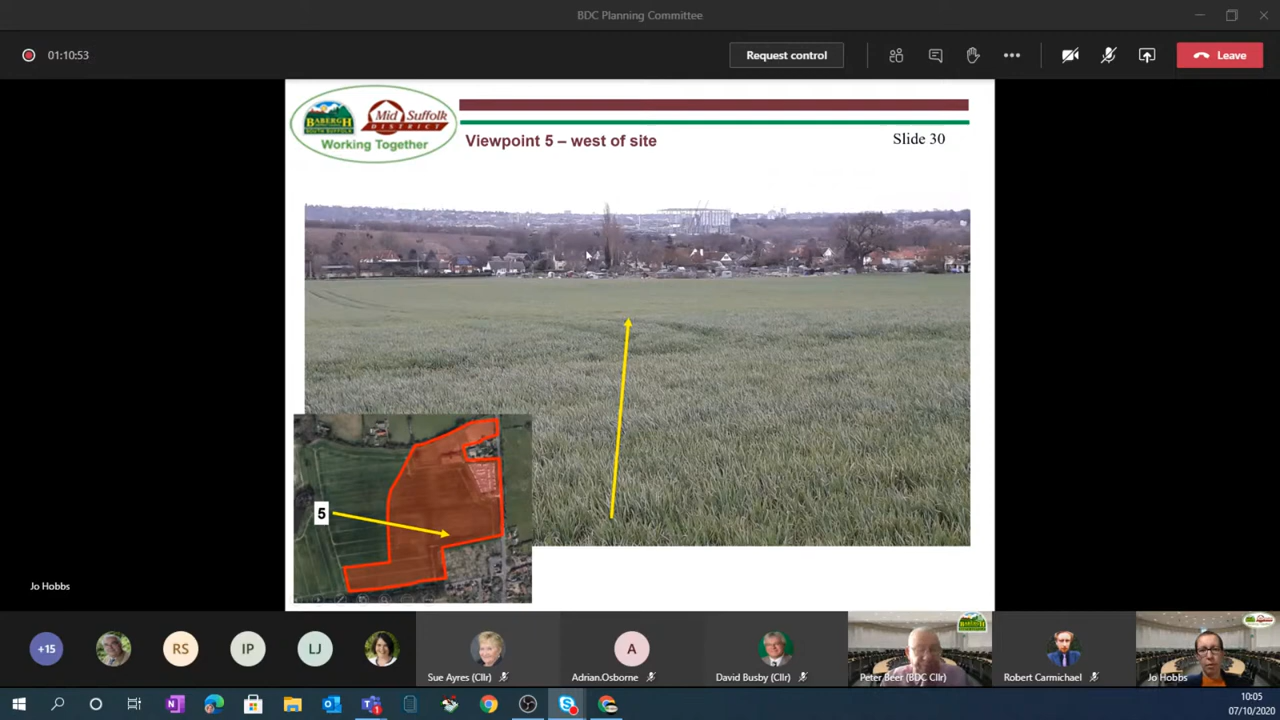 BDC Planning Committee
01:10:53
Request control
Leave
BABERGH
SOUTH SUFFOLK
Mid Suffolk
DISTRICT
Working Together
Viewpoint 5 – west of site
Slide 30
5
Jo Hobbs
+15
RS
IP
LJ
Sue Ayres (Cllr)
A
Adrian.Osborne
David Busby (Cllr)
Peter Beer (BDC Cllr)
Robert Carmichael
Jo Hobbs
10:05
07/10/2020